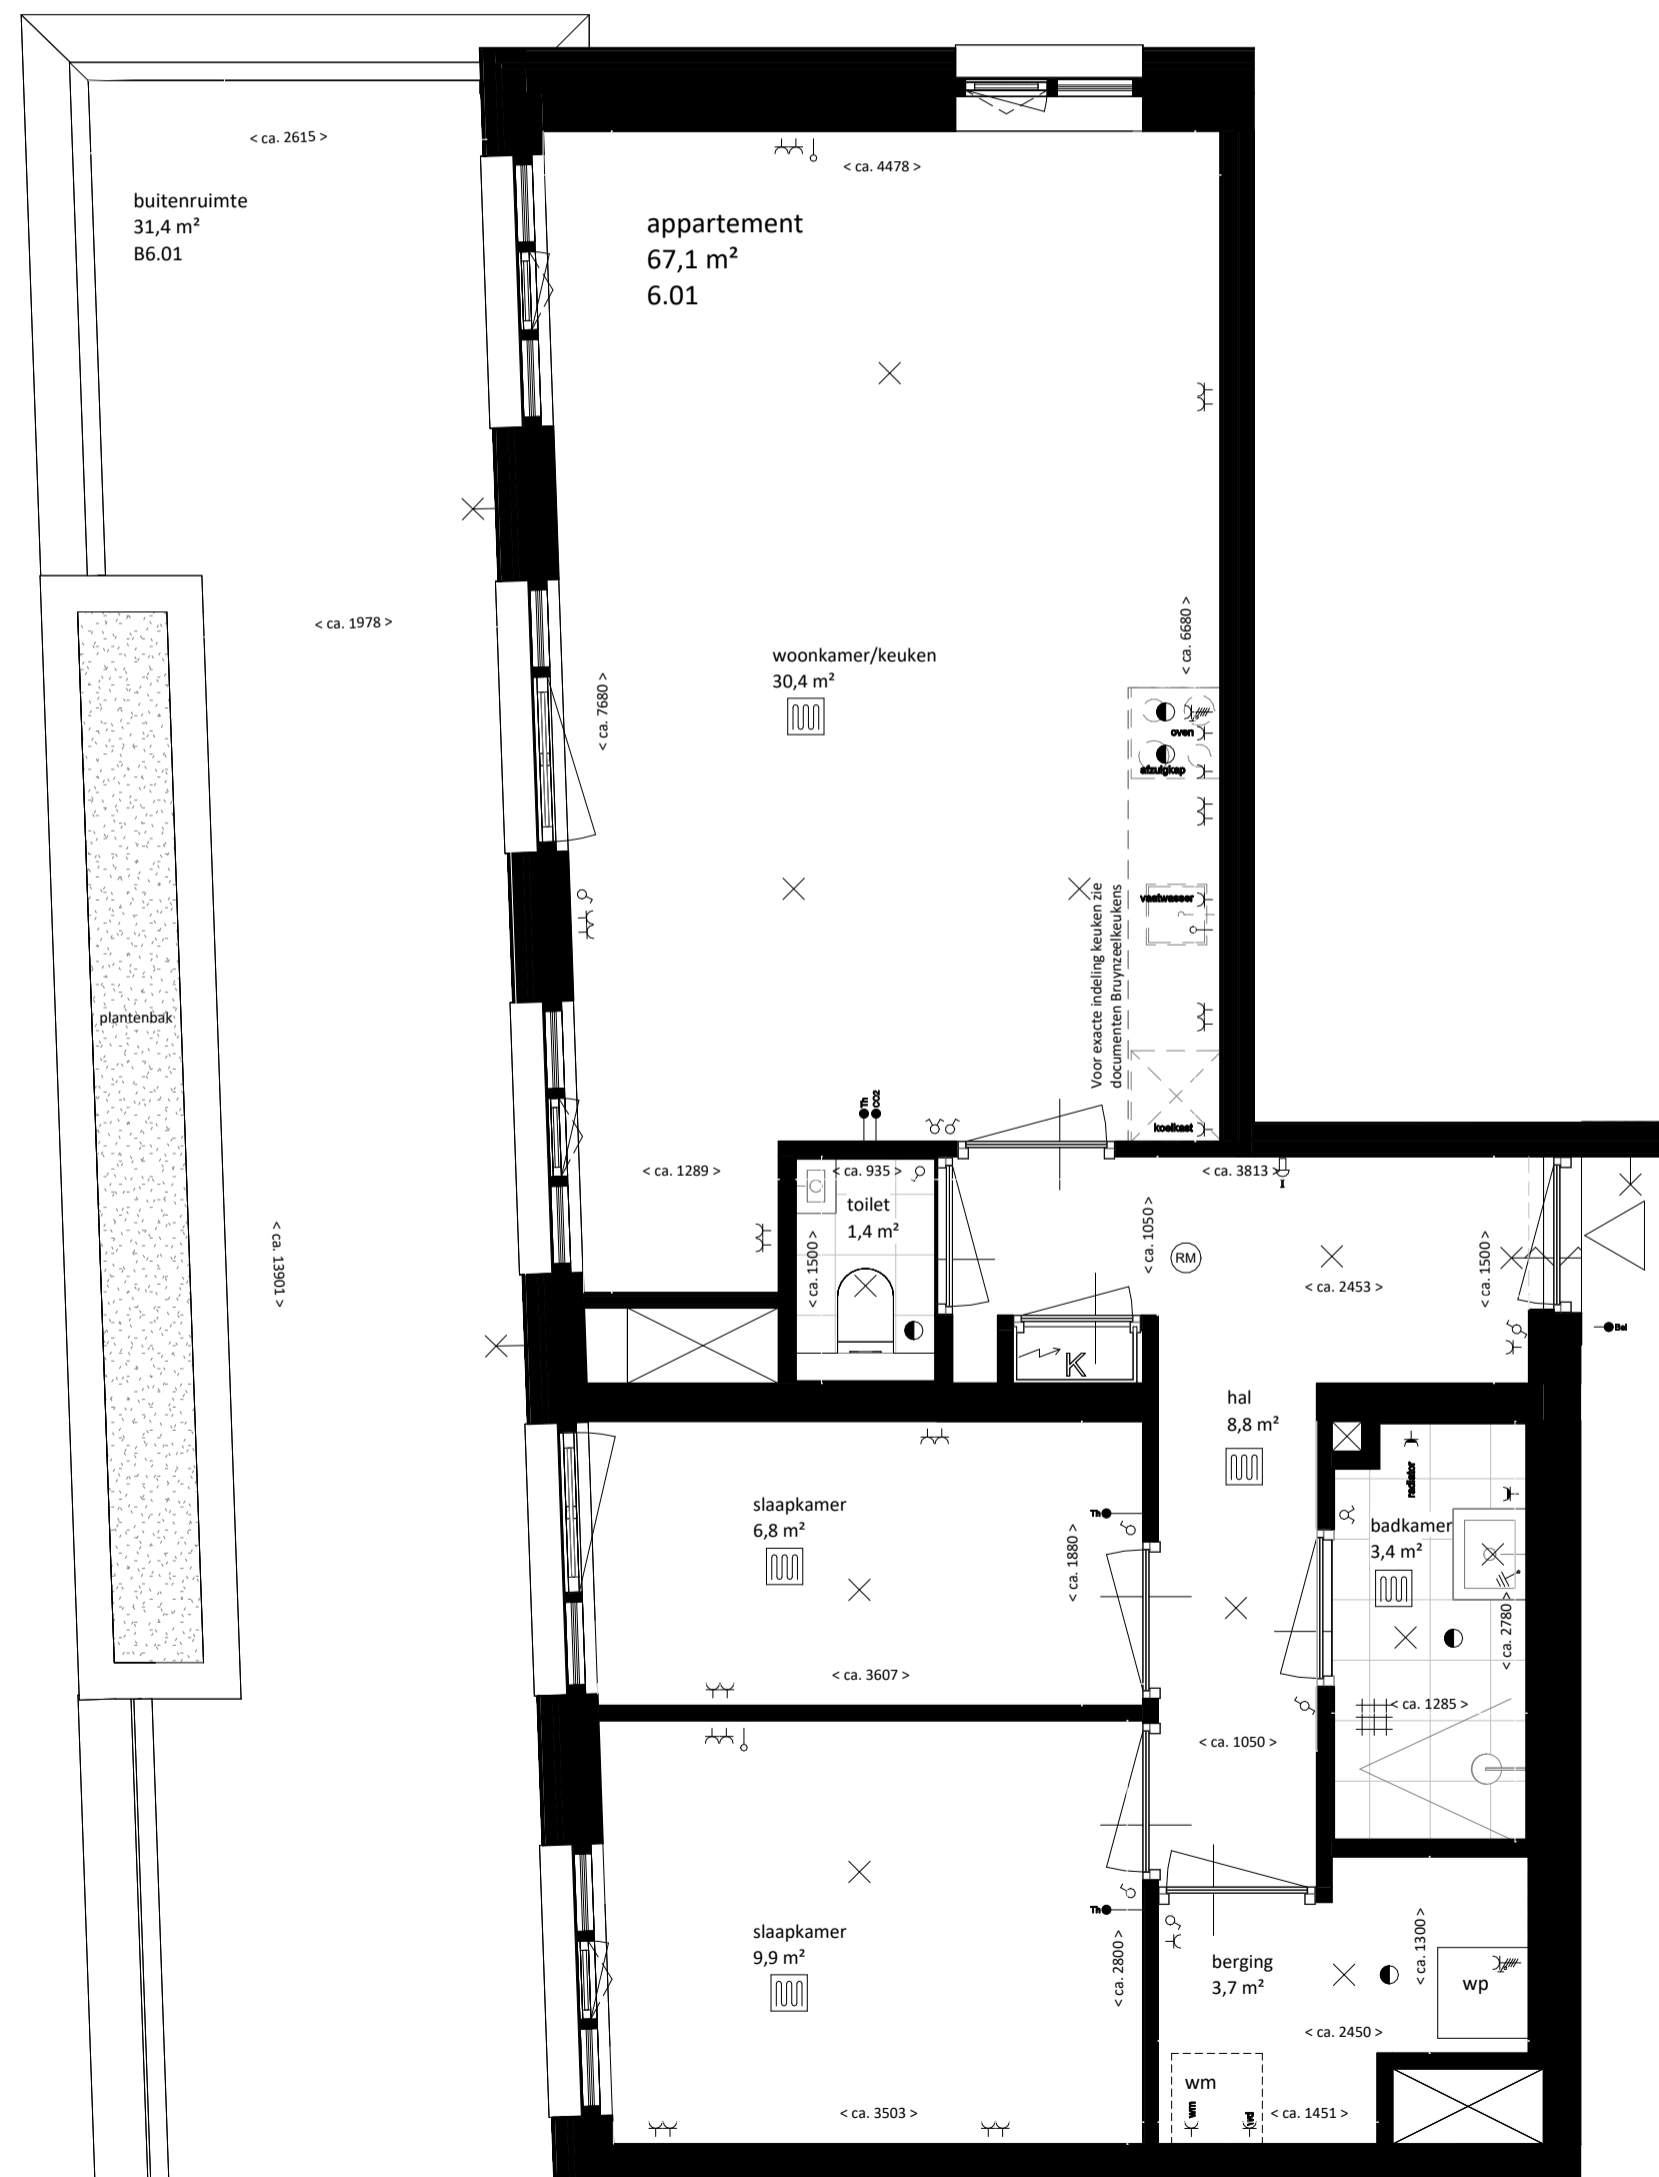 < ca. 2615 >
buitenruimte
31,4 m²
B6.01
< ca. 4478 >
appartement
67,1 m²
6.01
< ca. 1978 >
woonkamer/keuken
30,4 m²
< ca. 7680 >
< ca. 6680 >
oven
afzuigkap
vaatwasser
Voor exacte indeling keuken zie
documenten Bruynzeelkeukens
koelkast
plantenbak
< ca. 13901 >
Th
CO2
< ca. 1289 >
< ca. 935 >
toilet
1,4 m²
< ca. 1500 >
< ca. 3813 >
< ca. 1050 >
RM
< ca. 2453 >
< ca. 1500 >
Bel
K
hal
8,8 m²
slaapkamer
6,8 m²
Th
< ca. 1880 >
< ca. 3607 >
radiator
badkamer
3,4 m²
< ca. 2780 >
< ca. 1285 >
< ca. 1050 >
slaapkamer
9,9 m²
Th
< ca. 2800 >
< ca. 3503 >
berging
3,7 m²
< ca. 1300 >
wp
< ca. 2450 >
wm
wm
wd
< ca. 1451 >